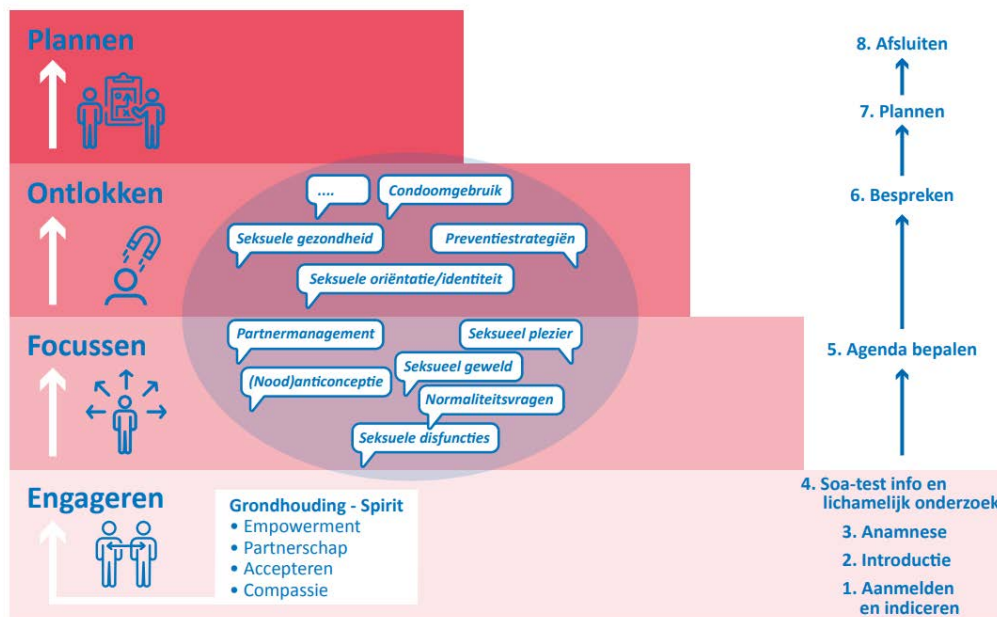 Plannen
8. Afsluiten
7. Plannen
Ontlokken
....
Condoomgebruik
6. Bespreken
Seksuele gezondheid
Preventiestrategiën
Seksuele oriëntatie/identiteit
Focussen
Partnermanagement
Seksueel plezier
5. Agenda bepalen
(Nood)anticonceptie
Seksueel geweld
Normaliteitsvragen
Seksuele disfuncties
Engageren
Grondhouding - Spirit
• Empowerment
• Partnerschap
• Accepteren
• Compassie
4. Soa-test info en
lichamelijk onderzoek
3. Anamnese
2. Introductie
1. Aanmelden
en indiceren